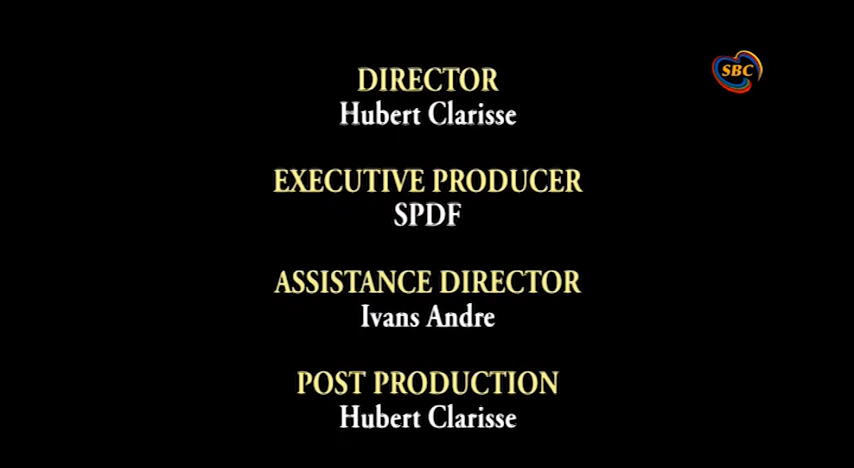 SBC
DIRECTOR
Hubert Clarisse
EXECUTIVE PRODUCER
SPDF
ASSISTANCE DIRECTOR
Ivans Andre
POST PRODUCTION
Hubert Clarisse